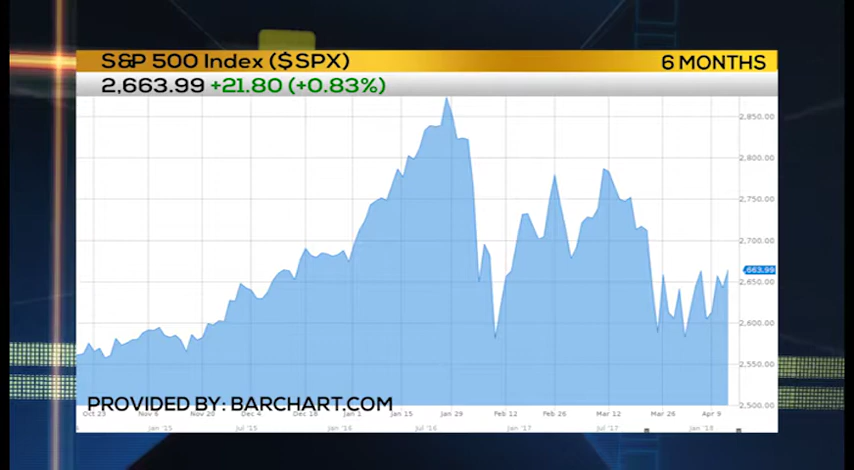 S&P 500 Index ($SPX) 6 MONTHS
2,663.99 +21.80 (+0.83%)
2,850.00
2,800.00
2,750.00
2,700.00
663.99
2,650.00
2,600.00
2,550.00
2,500.00
PROVIDED BY: BARCHART.COM
Oct 23 Nov 6 Nov 20 Dec 4 Dec 18 Jan 1 Jan 15 Jan 29 Feb 12 Feb 26 Mar 12 Mar 26 Apr 9
Jan '15 Jul '15 Jan '16 Jul '16 Jan '17 Jul '17 Jan '18